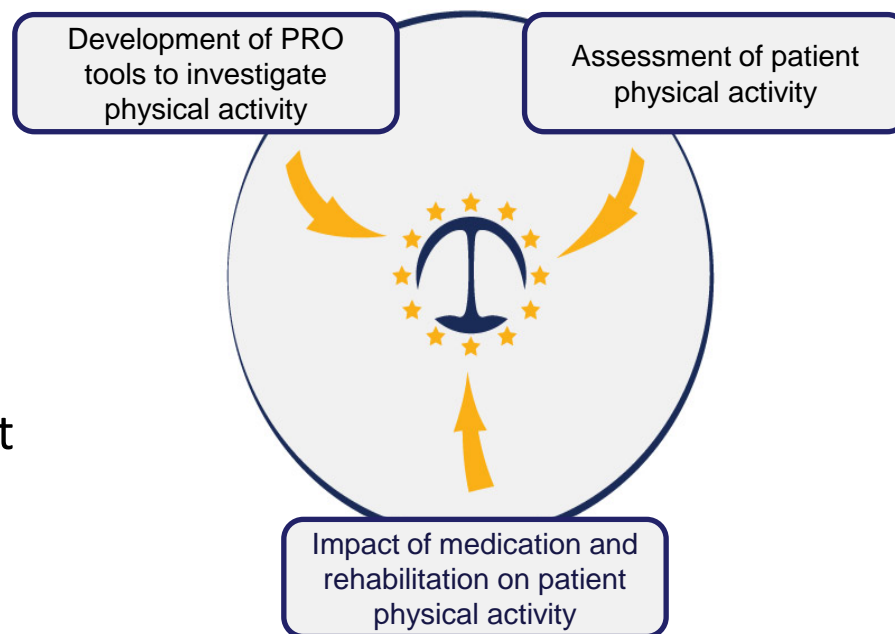 Development of PRO
tools to investigate
physical activity
Assessment of patient
physical activity
t
Impact of medication and
rehabilitation on patient
physical activity